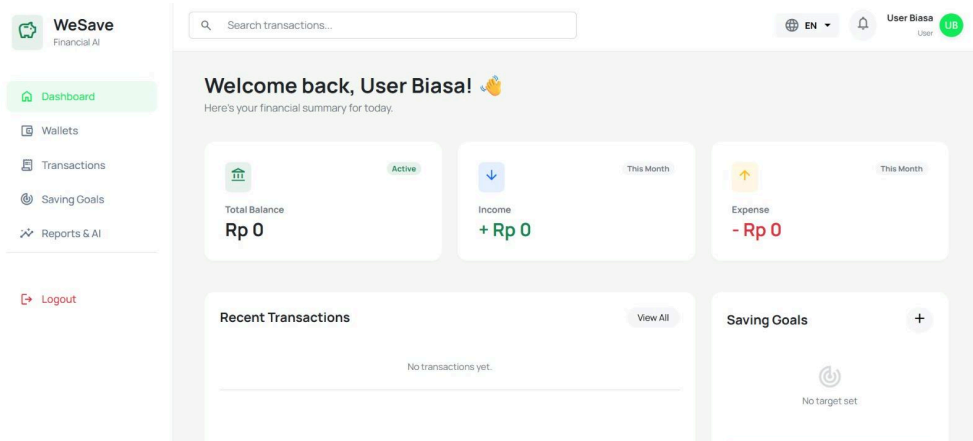 WeSave
Financial AI
Search transactions...
EN
User Biasa
User
UB
Dashboard
Wallets
Transactions
Saving Goals
Reports & AI
Logout
Welcome back, User Biasa! 👋
Here's your financial summary for today.
Active
Total Balance
Rp 0
This Month
Income
+ Rp 0
This Month
Expense
- Rp 0
Recent Transactions
View All
No transactions yet.
Saving Goals
+
No target set